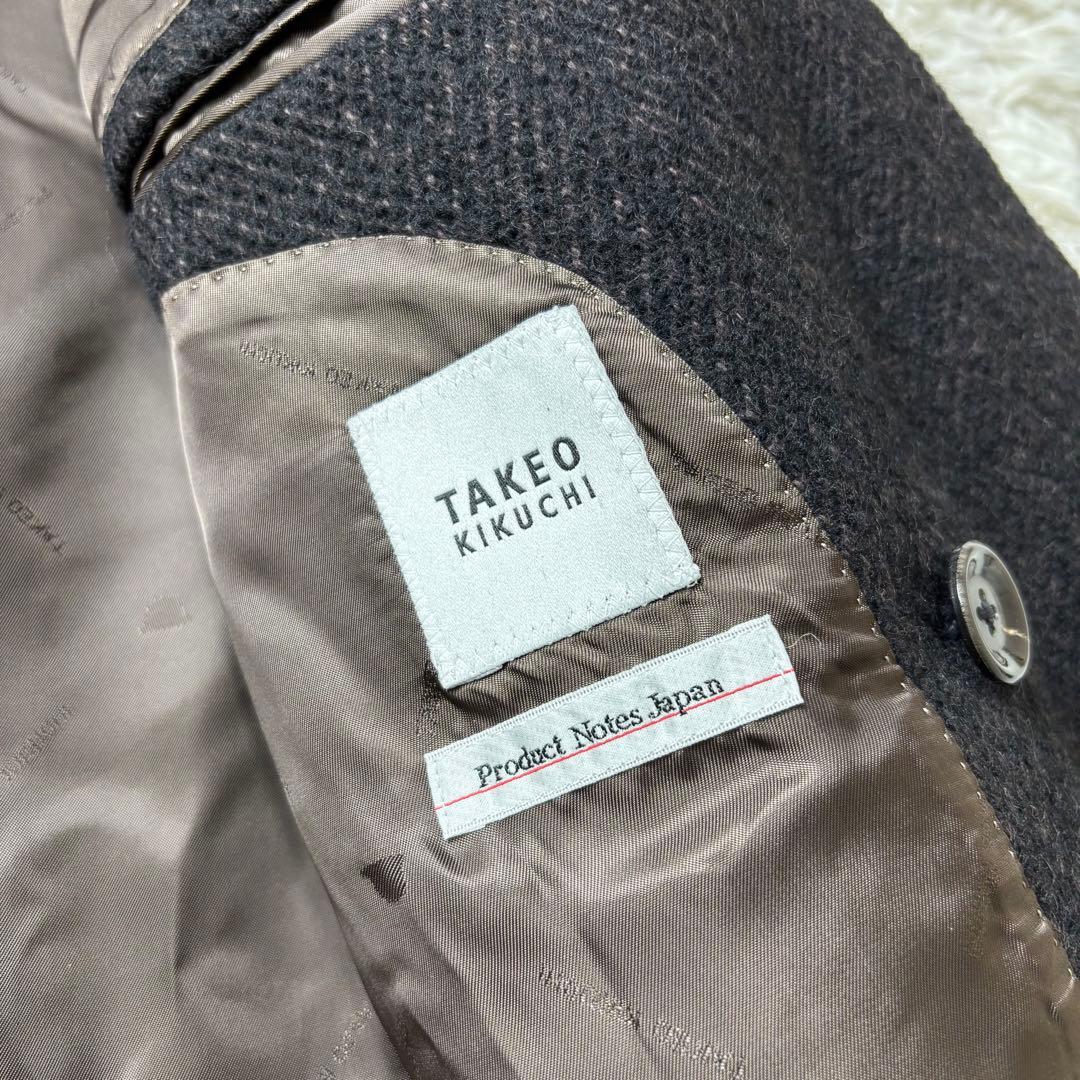 TAKEO
KIKUCHI
Product Notes Japan